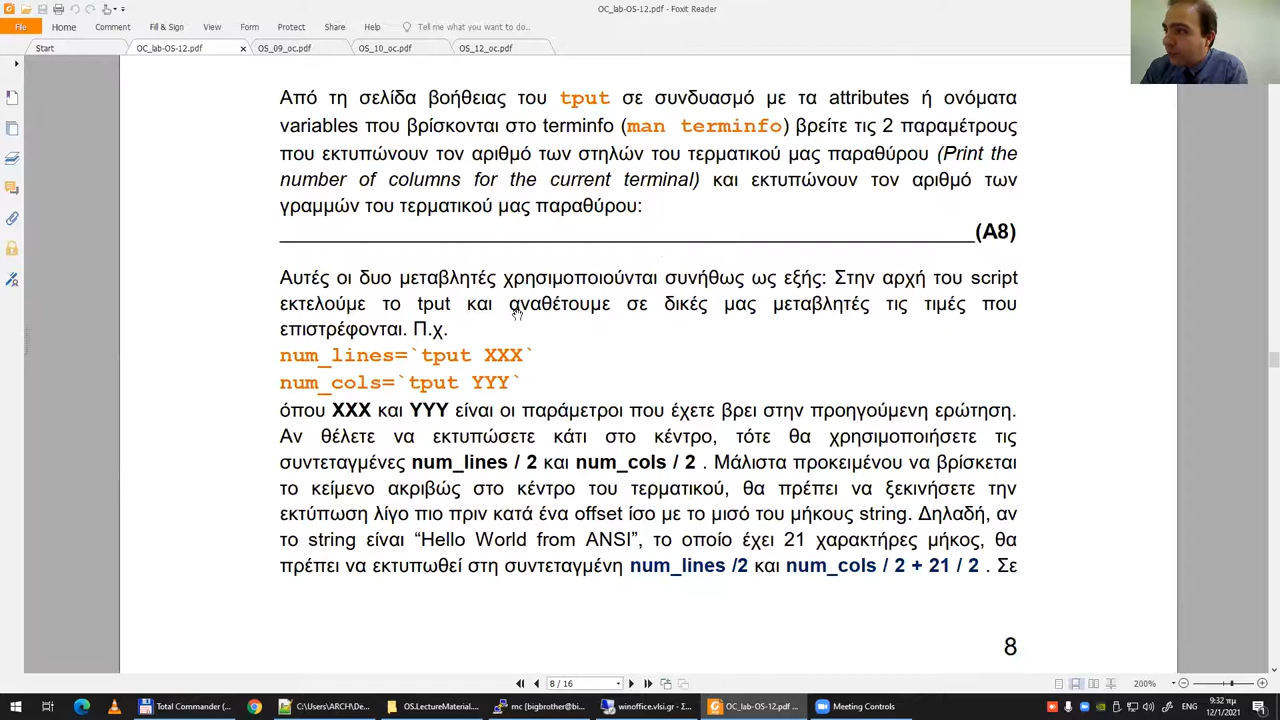 OC_lab-OS-12.pdf - Foxit Reader
File Home Comment Fill & Sign View Form Protect Share Help Tell me what you want to do..
Start OC_lab-OS-12.pdf OS_09_oc.pdf OS_10_oc.pdf OS_12_oc.pdf
Από τη σελίδα βοήθειας του tput σε συνδυασμό με τα attributes ή ονόματα
variables που βρίσκονται στο terminfo (man terminfo) βρείτε τις 2 παραμέτρους
που εκτυπώνουν τον αριθμό των στηλών του τερματικού μας παραθύρου (Print the
number of columns for the current terminal) και εκτυπώνουν τον αριθμό των
γραμμών του τερματικού μας παραθύρου:
(A8)
Αυτές οι δυο μεταβλητές χρησιμοποιούνται συνήθως ως εξής: Στην αρχή του script
εκτελούμε το tput και αναθέτουμε σε δικές μας μεταβλητές τις τιμές που
επιστρέφονται. Π.χ.
num_lines=`tput XXX`
num_cols=`tput YYY`
όπου XXX και YYY είναι οι παράμετροι που έχετε βρει στην προηγούμενη ερώτηση.
Αν θέλετε να εκτυπώσετε κάτι στο κέντρο, τότε θα χρησιμοποιήσετε τις
συντεταγμένες num_lines / 2 και num_cols / 2 . Μάλιστα προκειμένου να βρίσκεται
το κείμενο ακριβώς στο κέντρο του τερματικού, θα πρέπει να ξεκινήσετε την
εκτύπωση λίγο πιο πριν κατά ένα offset ίσο με το μισό του μήκους string. Δηλαδή, αν
το string είναι “Hello World from ANSI”, το οποίο έχει 21 χαρακτήρες μήκος, θα
πρέπει να εκτυπωθεί στη συντεταγμένη num_lines /2 και num_cols / 2 + 21 / 2 . Σε
8
8 / 16 200%
Total Commander (... C:\Users\ARCH\De... OS.LectureMaterial... mc [bigbrother@bi... winoffice.vlsi.gr - Σ... OC_lab-OS-12.pdf ... Meeting Controls 9:32 πμ
12/1/2021